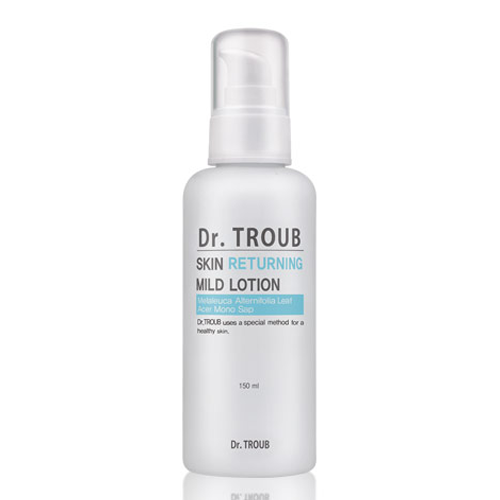 Dr. TROUB
SKIN RETURNING
MILD LOTION
Melaleuca Alternifolia Leaf
Acer Mono Sap
Dr.TROUB uses a special method for a
healthy skin.
150 ml
Dr. TROUB